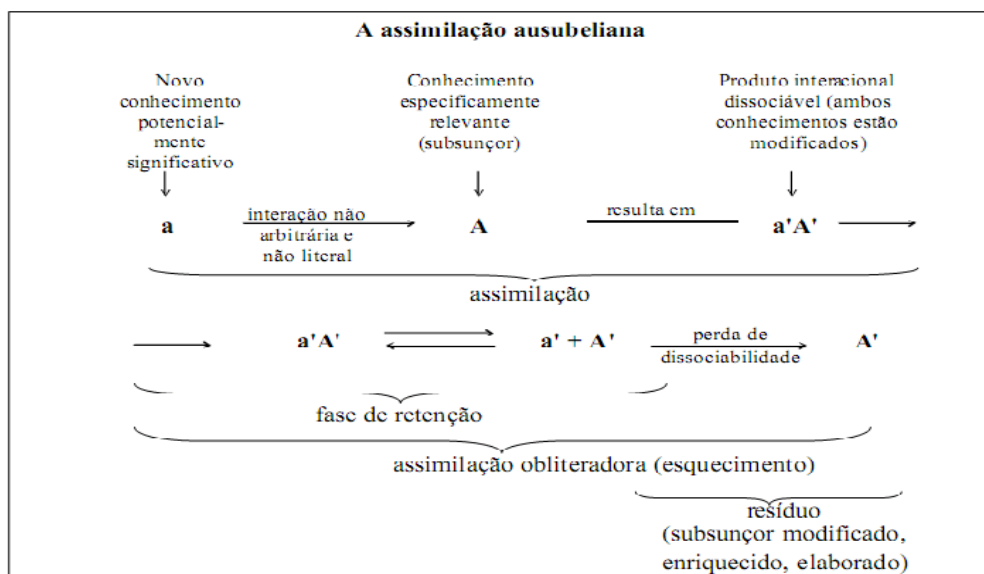 A assimilação ausubeliana
Novo
conhecimento
potencial-
mente
significativo
Conhecimento
especificamente
relevante
(subsunçor)
Produto interacional
dissociável (ambos
conhecimentos estão
modificados)
a
interação não
arbitrária e
não literal
A
resulta em
a'A'
assimilação
a'A'
a' + A'
perda de
dissociabilidade
A'
fase de retenção
assimilação obliteradora (esquecimento)
resíduo
(subsunçor modificado,
enriquecido, elaborado)